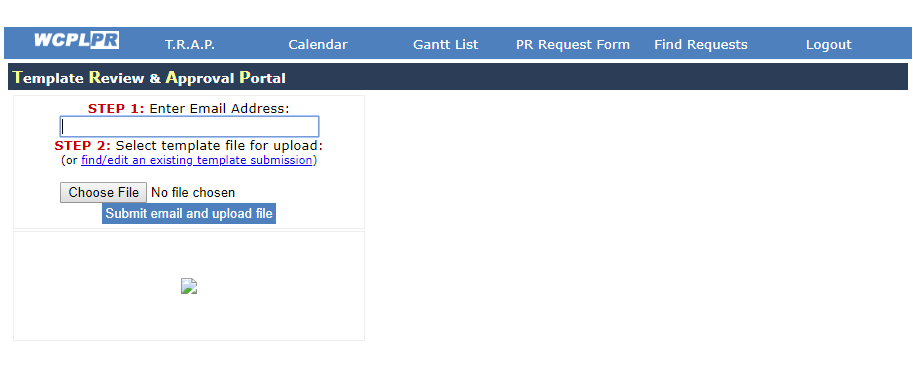 WCPLPR T.R.A.P. Calendar Gantt List PR Request Form Find Requests Logout
Template Review & Approval Portal
STEP 1: Enter Email Address:
STEP 2: Select template file for upload:
(or find/edit an existing template submission)
Choose File No file chosen
Submit email and upload file